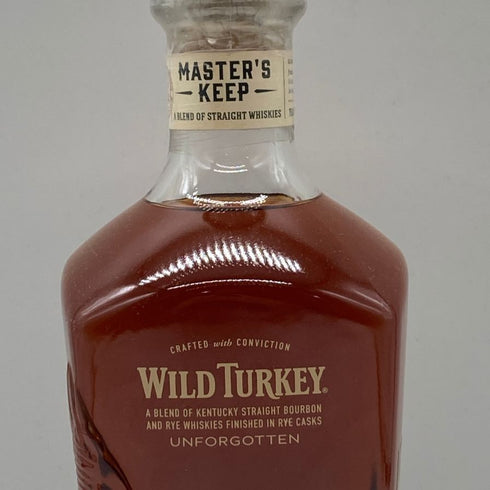 MASTER'S
KEEP
A BLEND OF STRAIGHT WHISKIES
CRAFTED with CONVICTION
WILD TURKEY®
A BLEND OF KENTUCKY STRAIGHT BOURBON
AND RYE WHISKIES FINISHED IN RYE CASKS
UNFORGOTTEN